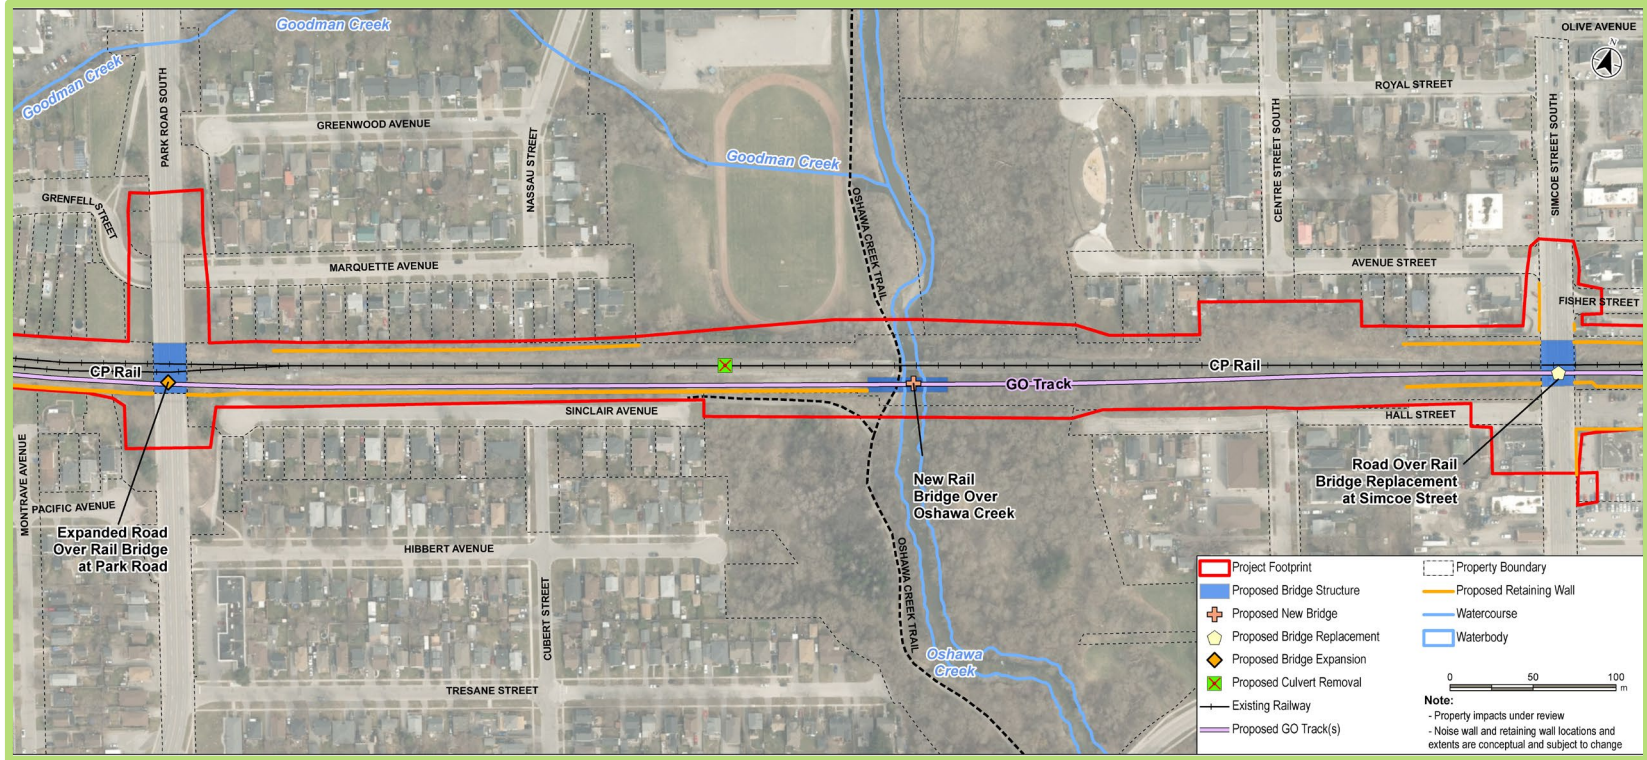 Goodman Creek
OLIVE AVENUE
N
Goodman Creek
PARK ROAD SOUTH
ROYAL STREET
GREENWOOD AVENUE
NASSAU STREET
CENTRE STREET SOUTH
SIMCOE STREET SOUTH
Goodman Creek
GRENFELL STREET
OSHAWA CREEK TRAIL
MARQUETTE AVENUE
AVENUE STREET
FISHER STREET
CP Rail
CP Rail
GO Track
SINCLAIR AVENUE
HALL STREET
MONTRAVE AVENUE
PACIFIC AVENUE
Expanded Road
Over Rail Bridge
at Park Road
New Rail
Bridge Over
Oshawa Creek
Road Over Rail
Bridge Replacement
at Simcoe Street
HIBBERT AVENUE
CUBERT STREET
OSHAWA CREEK TRAIL
Oshawa
Creek
TRESANE STREET
Project Footprint
Proposed Bridge Structure
Proposed New Bridge
Proposed Bridge Replacement
Proposed Bridge Expansion
Proposed Culvert Removal
Existing Railway
Proposed GO Track(s)
Property Boundary
Proposed Retaining Wall
Watercourse
Waterbody
0 50 100
m
Note:
- Property impacts under review
- Noise wall and retaining wall locations and
extents are conceptual and subject to change